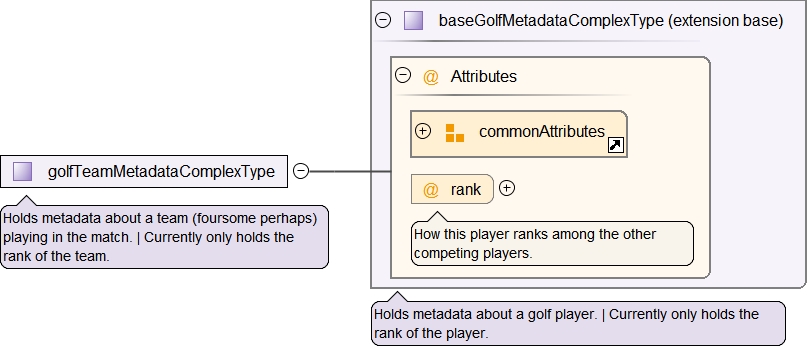 baseGolfMetadataComplexType (extension base)
@ Attributes
commonAttributes
@ rank
How this player ranks among the other
competing players.
golfTeamMetadataComplexType
Holds metadata about a team (foursome perhaps)
playing in the match. | Currently only holds the
rank of the team.
Holds metadata about a golf player. | Currently only holds the
rank of the player.